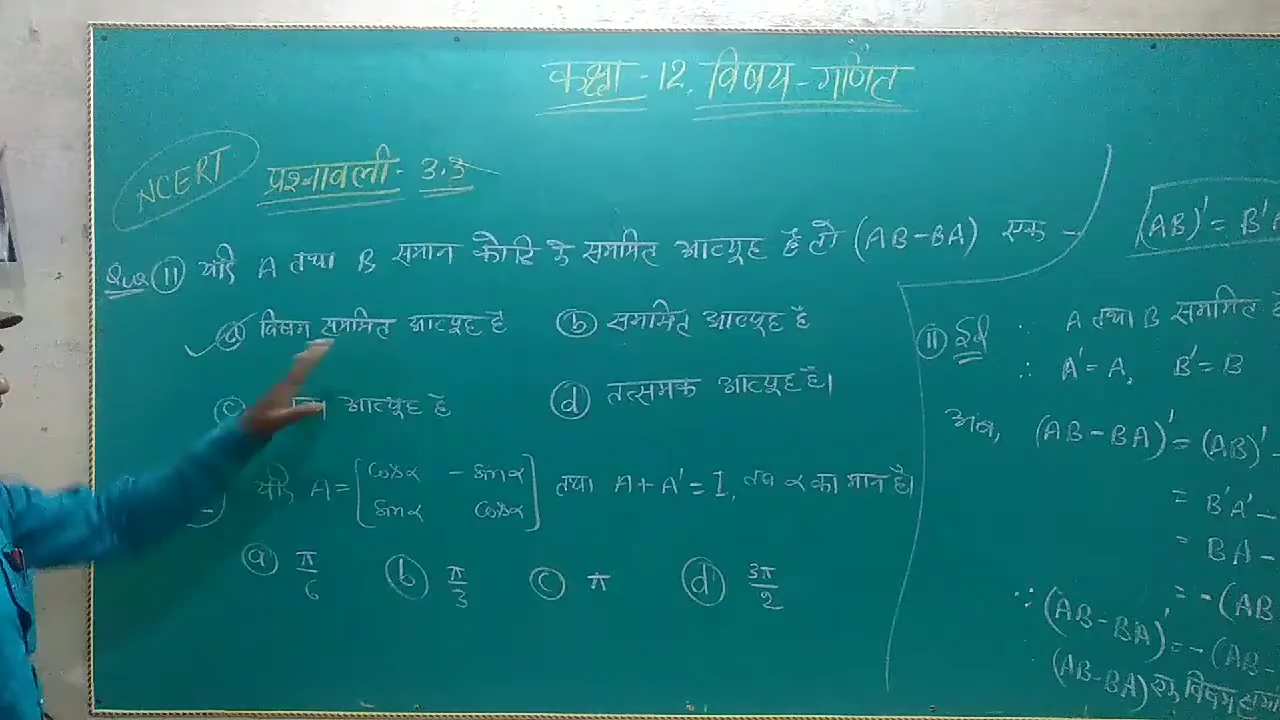 कक्षा - 12, विषय - गणित
NCERT प्रश्नावली - 3.3
Que 11 यदि A तथा B समान कोटि के सममित आव्यूह हैं तो (AB-BA) एक -
(a) विषम सममित आव्यूह है (b) सममित आव्यूह है
(c) आव्यूह है (d) तत्समक आव्यूह है।
यदि A = [cosα - sinα
sinα cosα] तथा A + A' = I, तब α का मान है।
(a) π/6 (b) π/3 (c) π (d) 3π/2
(AB)' = B'
11 हल ∵ A तथा B सममित
∴ A' = A, B' = B
अब, (AB-BA)' = (AB)' -
= B'A' -
= BA -
= -(AB
∵ (AB-BA)' = -(AB-
(AB-BA) एक विषम